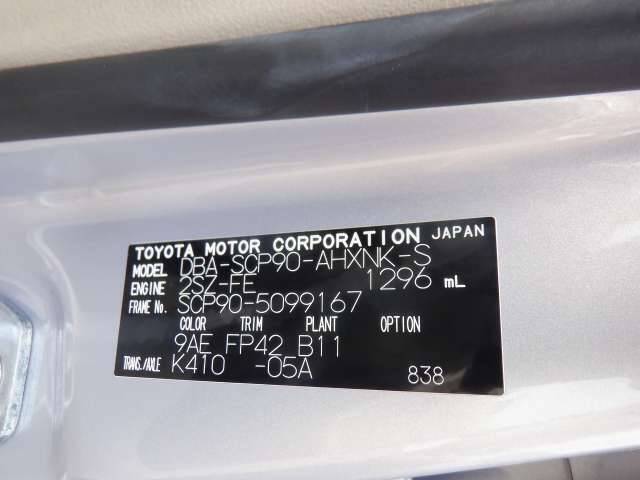 TOYOTA MOTOR CORPORATION JAPAN
MODEL DBA-SCP90-AHXNK-S
ENGINE 2SZ-FE 1296 mL
FRAME No. SCP90-5099167
COLOR TRIM PLANT OPTION
9AE FP42 B11
TRANS./AXLE K410 -05A 838